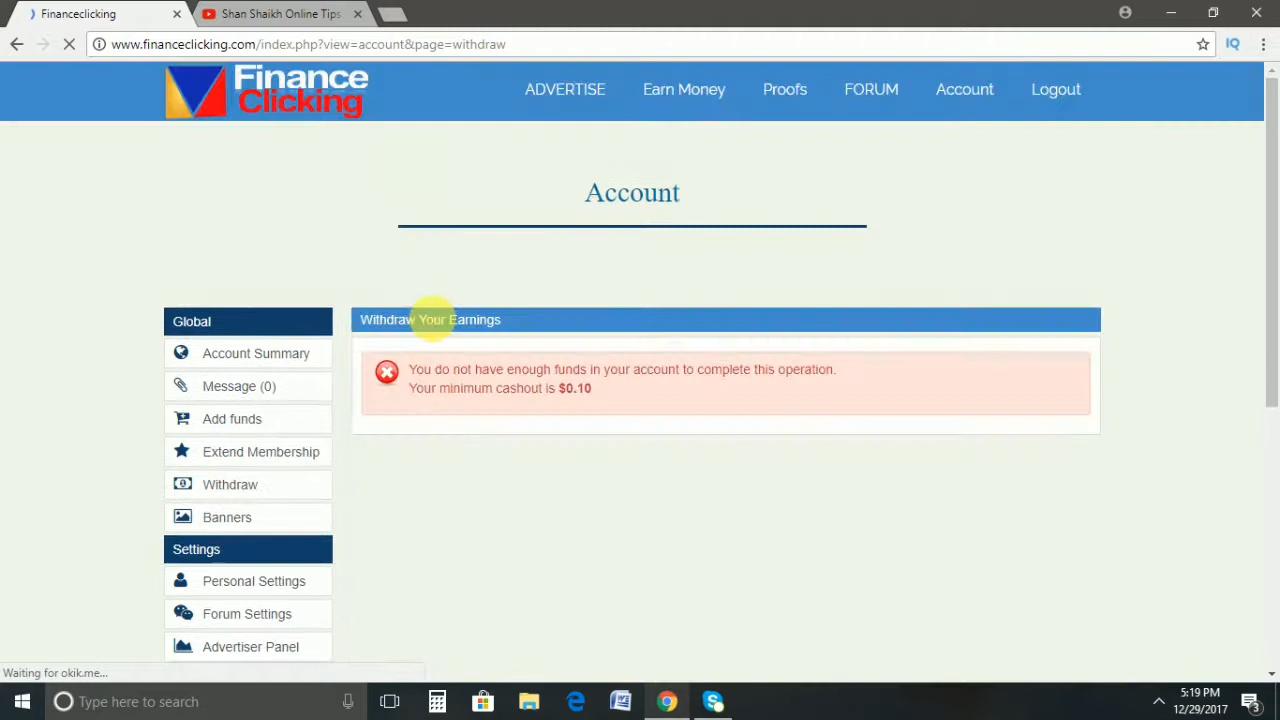 Financeclicking
Shan Shaikh Online Tips
www.financeclicking.com/index.php?view=account&page=withdraw
IQ
Finance
Clicking
ADVERTISE Earn Money Proofs FORUM Account Logout
Account
Global
Account Summary
Message (0)
Add funds
Extend Membership
Withdraw
Banners
Settings
Personal Settings
Forum Settings
Advertiser Panel
Withdraw Your Earnings
You do not have enough funds in your account to complete this operation.
Your minimum cashout is $0.10
Waiting for okik.me...
Type here to search
5:19 PM
12/29/2017
3